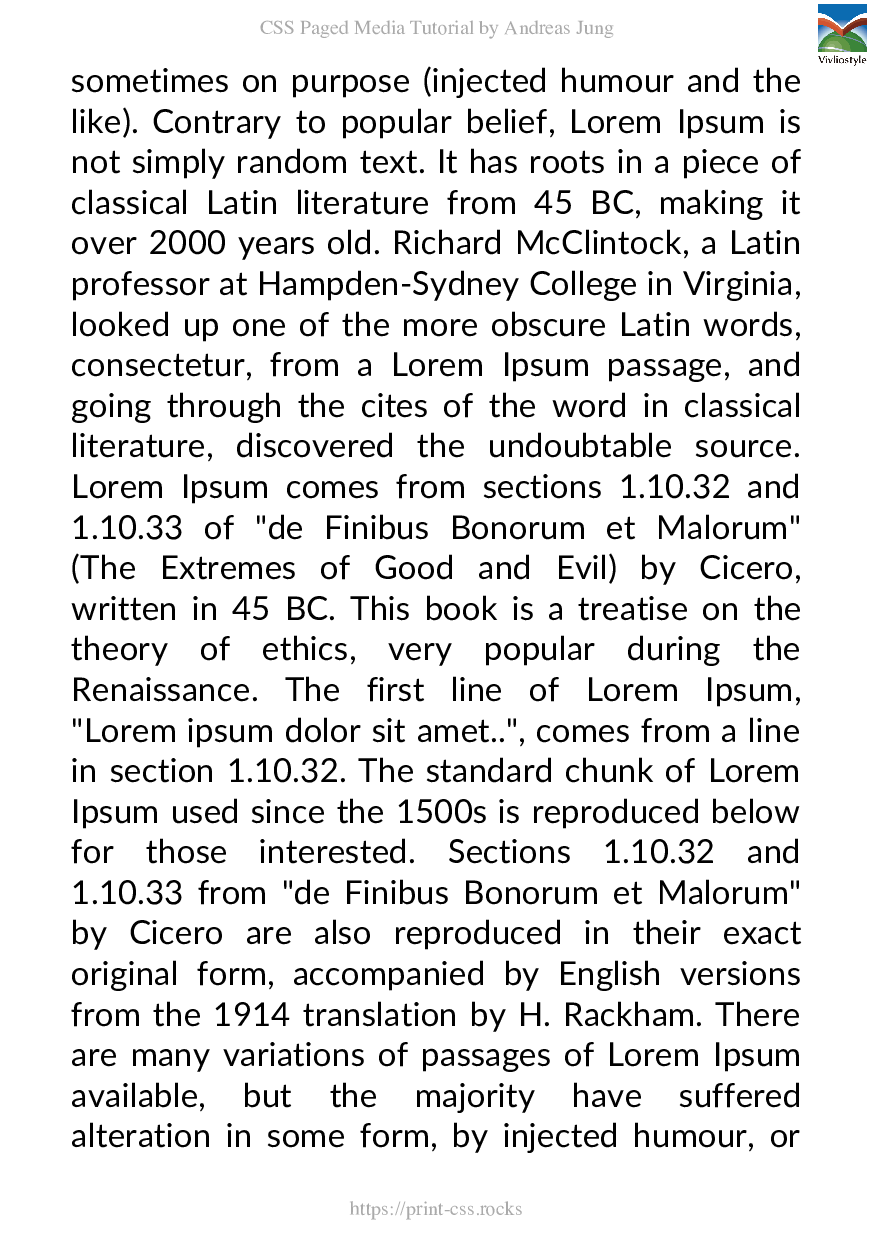 CSS Paged Media Tutorial by Andreas Jung
Vivliostyle
sometimes on purpose (injected humour and the
like). Contrary to popular belief, Lorem Ipsum is
not simply random text. It has roots in a piece of
classical Latin literature from 45 BC, making it
over 2000 years old. Richard McClintock, a Latin
professor at Hampden-Sydney College in Virginia,
looked up one of the more obscure Latin words,
consectetur, from a Lorem Ipsum passage, and
going through the cites of the word in classical
literature, discovered the undoubtable source.
Lorem Ipsum comes from sections 1.10.32 and
1.10.33 of "de Finibus Bonorum et Malorum"
(The Extremes of Good and Evil) by Cicero,
written in 45 BC. This book is a treatise on the
theory of ethics, very popular during the
Renaissance. The first line of Lorem Ipsum,
"Lorem ipsum dolor sit amet..", comes from a line
in section 1.10.32. The standard chunk of Lorem
Ipsum used since the 1500s is reproduced below
for those interested. Sections 1.10.32 and
1.10.33 from "de Finibus Bonorum et Malorum"
by Cicero are also reproduced in their exact
original form, accompanied by English versions
from the 1914 translation by H. Rackham. There
are many variations of passages of Lorem Ipsum
available, but the majority have suffered
alteration in some form, by injected humour, or
https://print-css.rocks